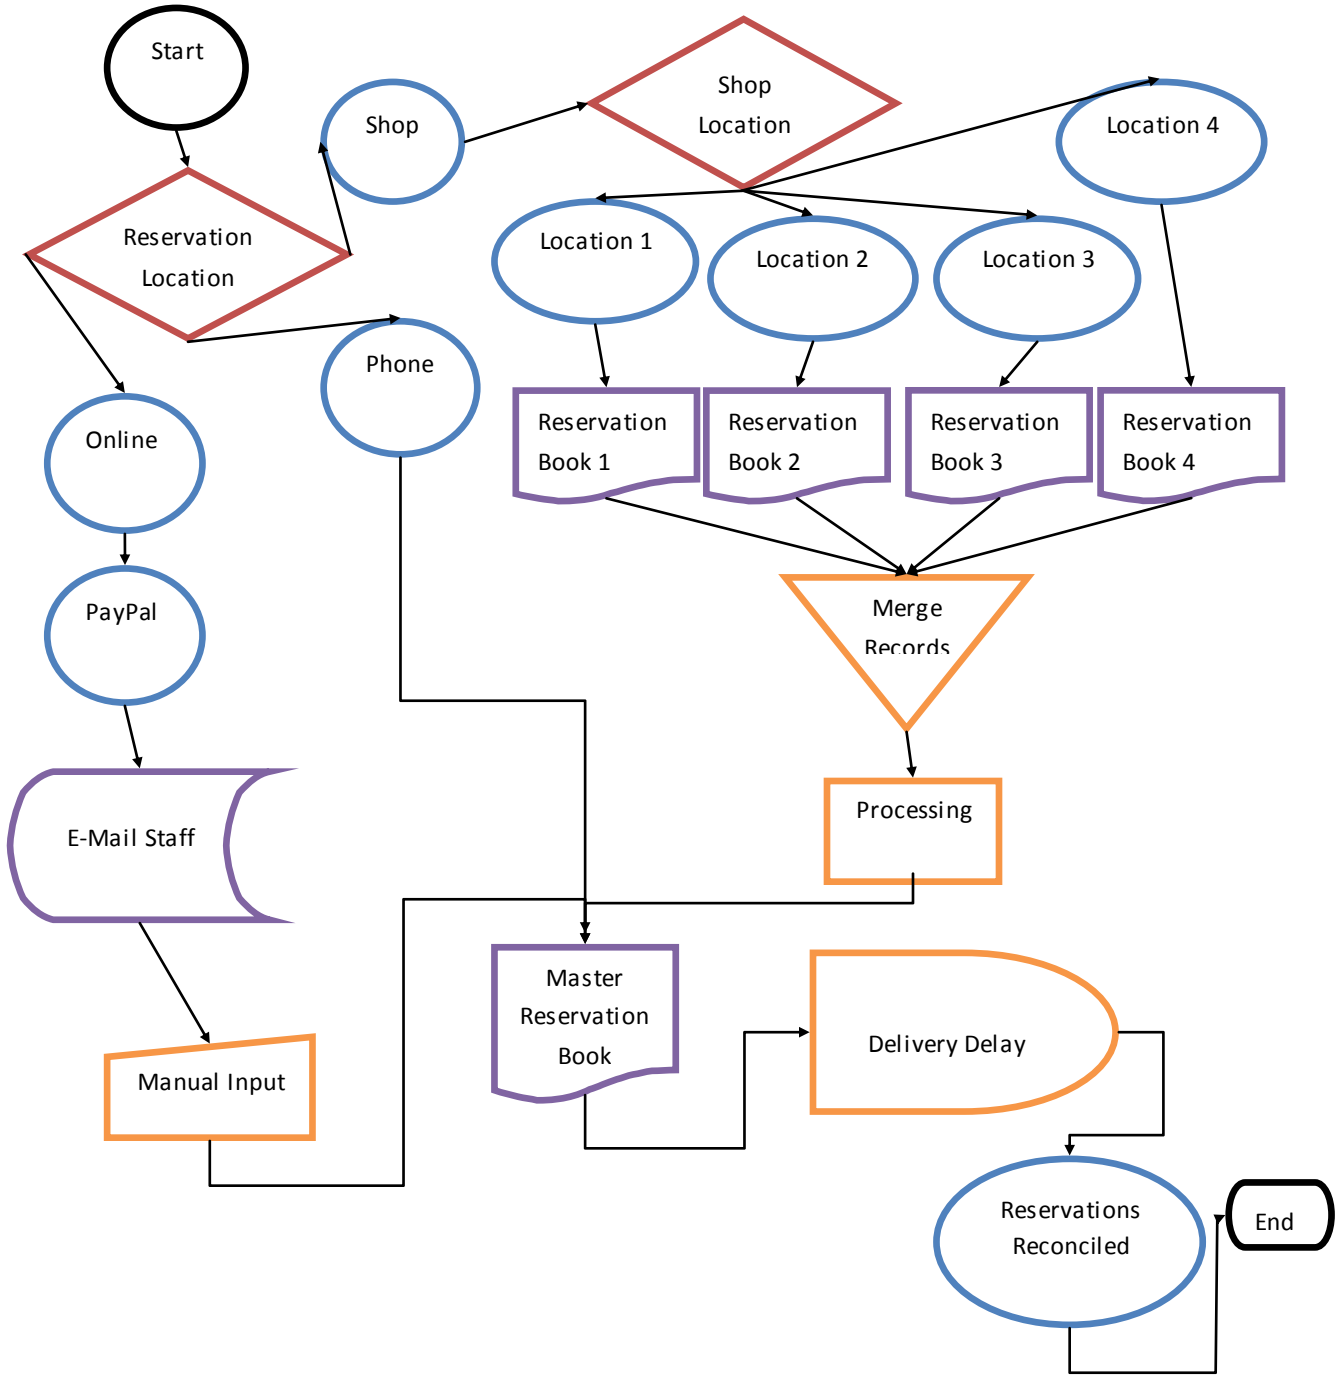 Start
Shop
Location
Shop
Location 4
Reservation
Location
Location 1
Location 2
Location 3
Phone
Online
Reservation
Book 1
Reservation
Book 2
Reservation
Book 3
Reservation
Book 4
PayPal
Merge
Records
E-Mail Staff
Processing
Master
Reservation
Book
Delivery Delay
Manual Input
Reservations
Reconciled
End